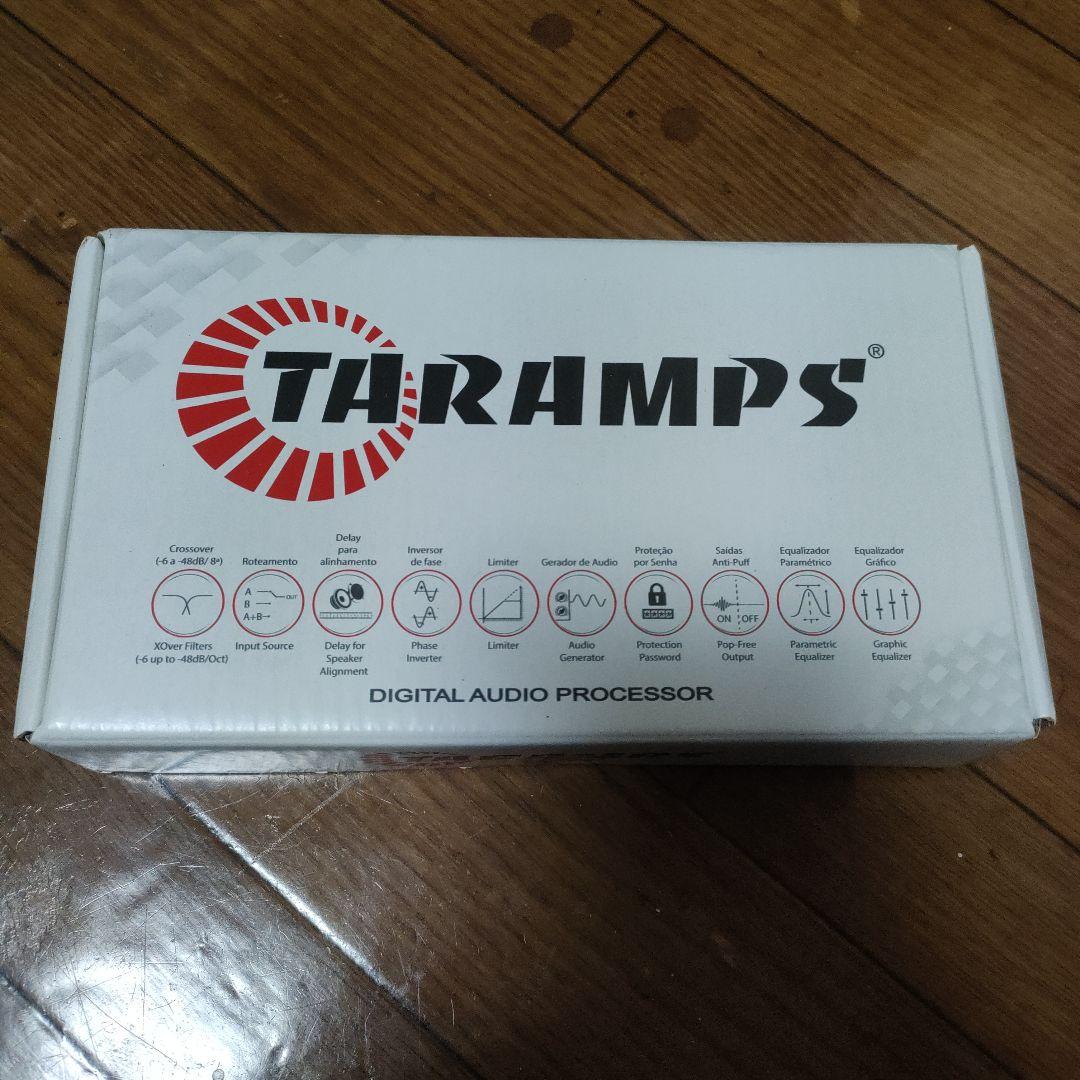 TARAMPS®
Crossover
(-6 a -48dB/ 8ª)
XOver Filters
(-6 up to -48dB/Oct)
Roteamento
A
OUT
B
A+B
Input Source
Delay
para
alinhamento
Delay for
Speaker
Alignment
Inversor
de fase
Phase
Inverter
Limiter
Limiter
Gerador de Audio
Audio
Generator
Proteção
por Senha
Protection
Password
Saídas
Anti-Puff
ON OFF
Pop-Free
Output
Equalizador
Paramétrico
Parametric
Equalizer
Equalizador
Gráfico
Graphic
Equalizer
DIGITAL AUDIO PROCESSOR